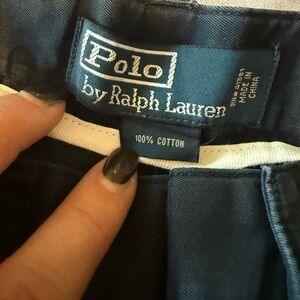 Polo
by Ralph Lauren
MADE IN
CHINA
100% COTTON